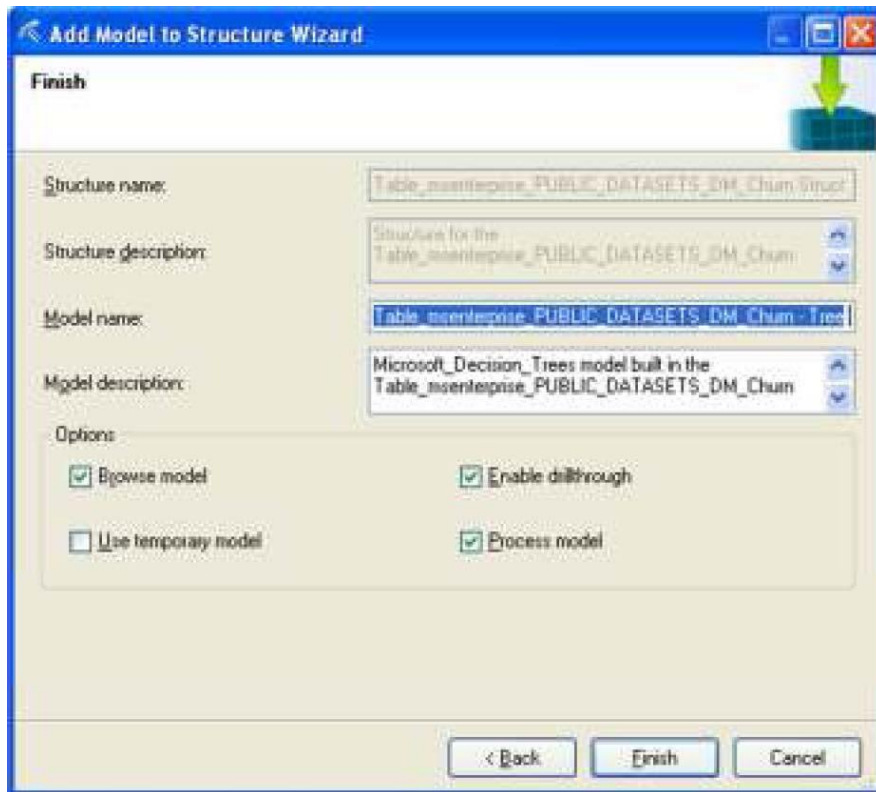 Add Model to Structure Wizard
Finish
Structure name:
Table_msenterprise_PUBLIC_DATASETS_DM_Churn Struct
Structure description:
Structure for the
Table_msenterprise_PUBLIC_DATASETS_DM_Churn
Model name:
Table_msenterprise_PUBLIC_DATASETS_DM_Churn - Tree
Model description:
Microsoft_Decision_Trees model built in the
Table_msenterprise_PUBLIC_DATASETS_DM_Churn
Options
Browse model
Enable drillthrough
Use temporary model
Process model
< Back
Finish
Cancel